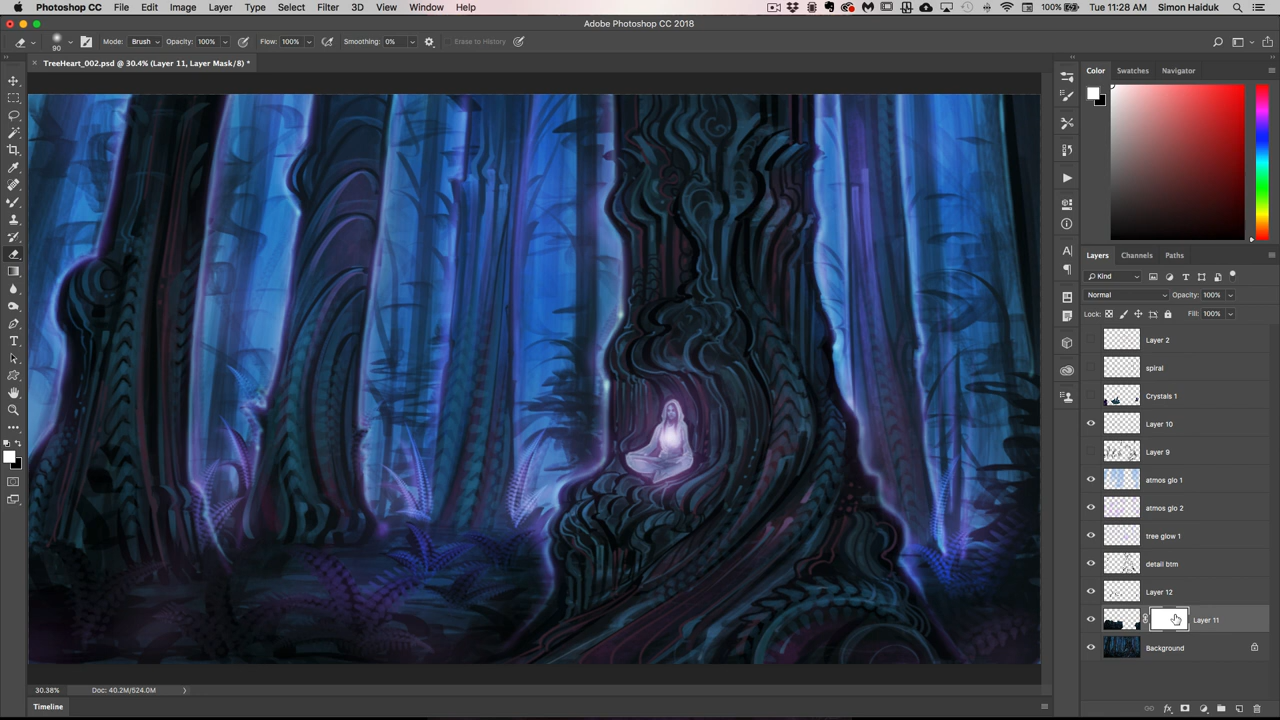 Photoshop CC File Edit Image Layer Type Select Filter 3D View Window Help 100% Tue 11:28 AM Simon Haiduk
Adobe Photoshop CC 2018
90 Mode: Brush Opacity: 100% Flow: 100% Smoothing: 0% Erase to History
TreeHeart_002.psd @ 30.4% (Layer 11, Layer Mask/8) *
Color Swatches Navigator
Layers Channels Paths
Kind
Normal Opacity: 100%
Lock: Fill: 100%
Layer 2
spiral
Crystals 1
Layer 10
Layer 9
atmos glo 1
atmos glo 2
tree glow 1
detail btm
Layer 12
Layer 11
Background
30.38% Doc: 40.2M/524.0M
Timeline